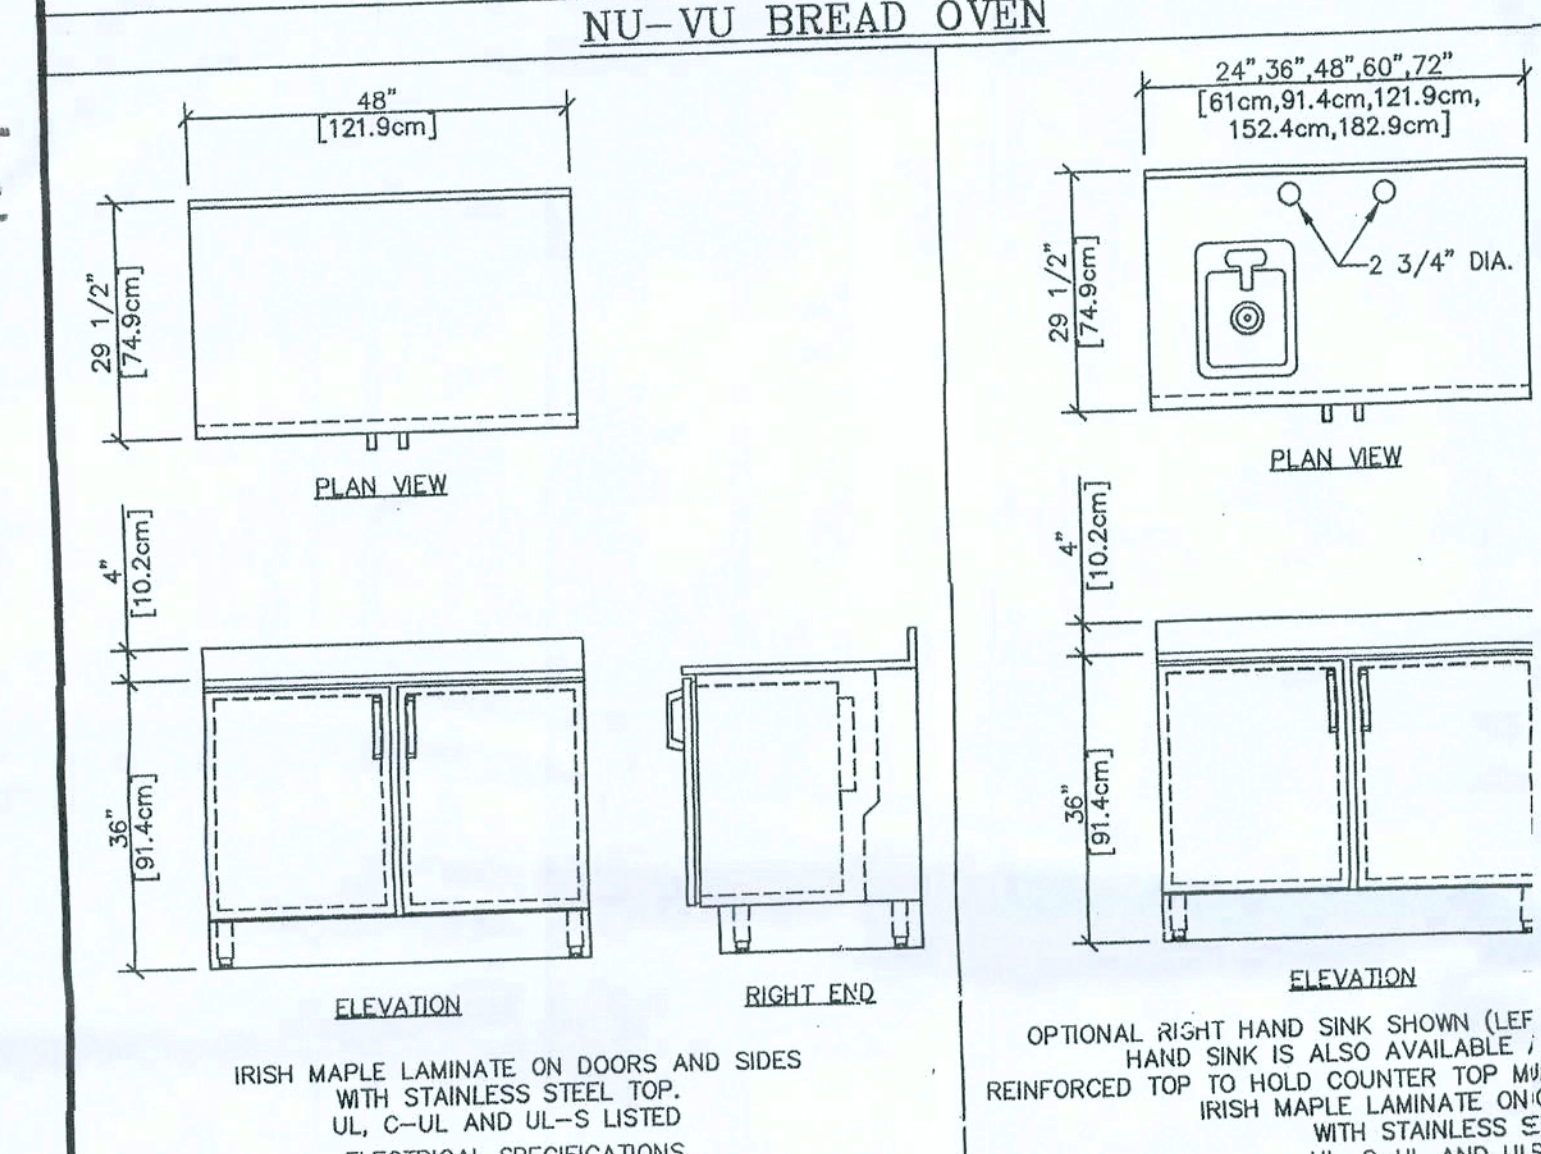 NU-VU BREAD OVEN
48"
[121.9cm]
29 1/2"
[74.9cm]
PLAN VIEW
4"
[10.2cm]
36"
[91.4cm]
ELEVATION
RIGHT END
IRISH MAPLE LAMINATE ON DOORS AND SIDES
WITH STAINLESS STEEL TOP.
UL, C-UL AND UL-S LISTED
ELECTRICAL SPECIFICATIONS
24",36",48",60",72"
[61cm,91.4cm,121.9cm,
152.4cm,182.9cm]
29 1/2"
[74.9cm]
2 3/4" DIA.
PLAN VIEW
4"
[10.2cm]
36"
[91.4cm]
ELEVATION
OPTIONAL RIGHT HAND SINK SHOWN (LEF
HAND SINK IS ALSO AVAILABLE
REINFORCED TOP TO HOLD COUNTER TOP
IRISH MAPLE LAMINATE ON
WITH STAINLESS